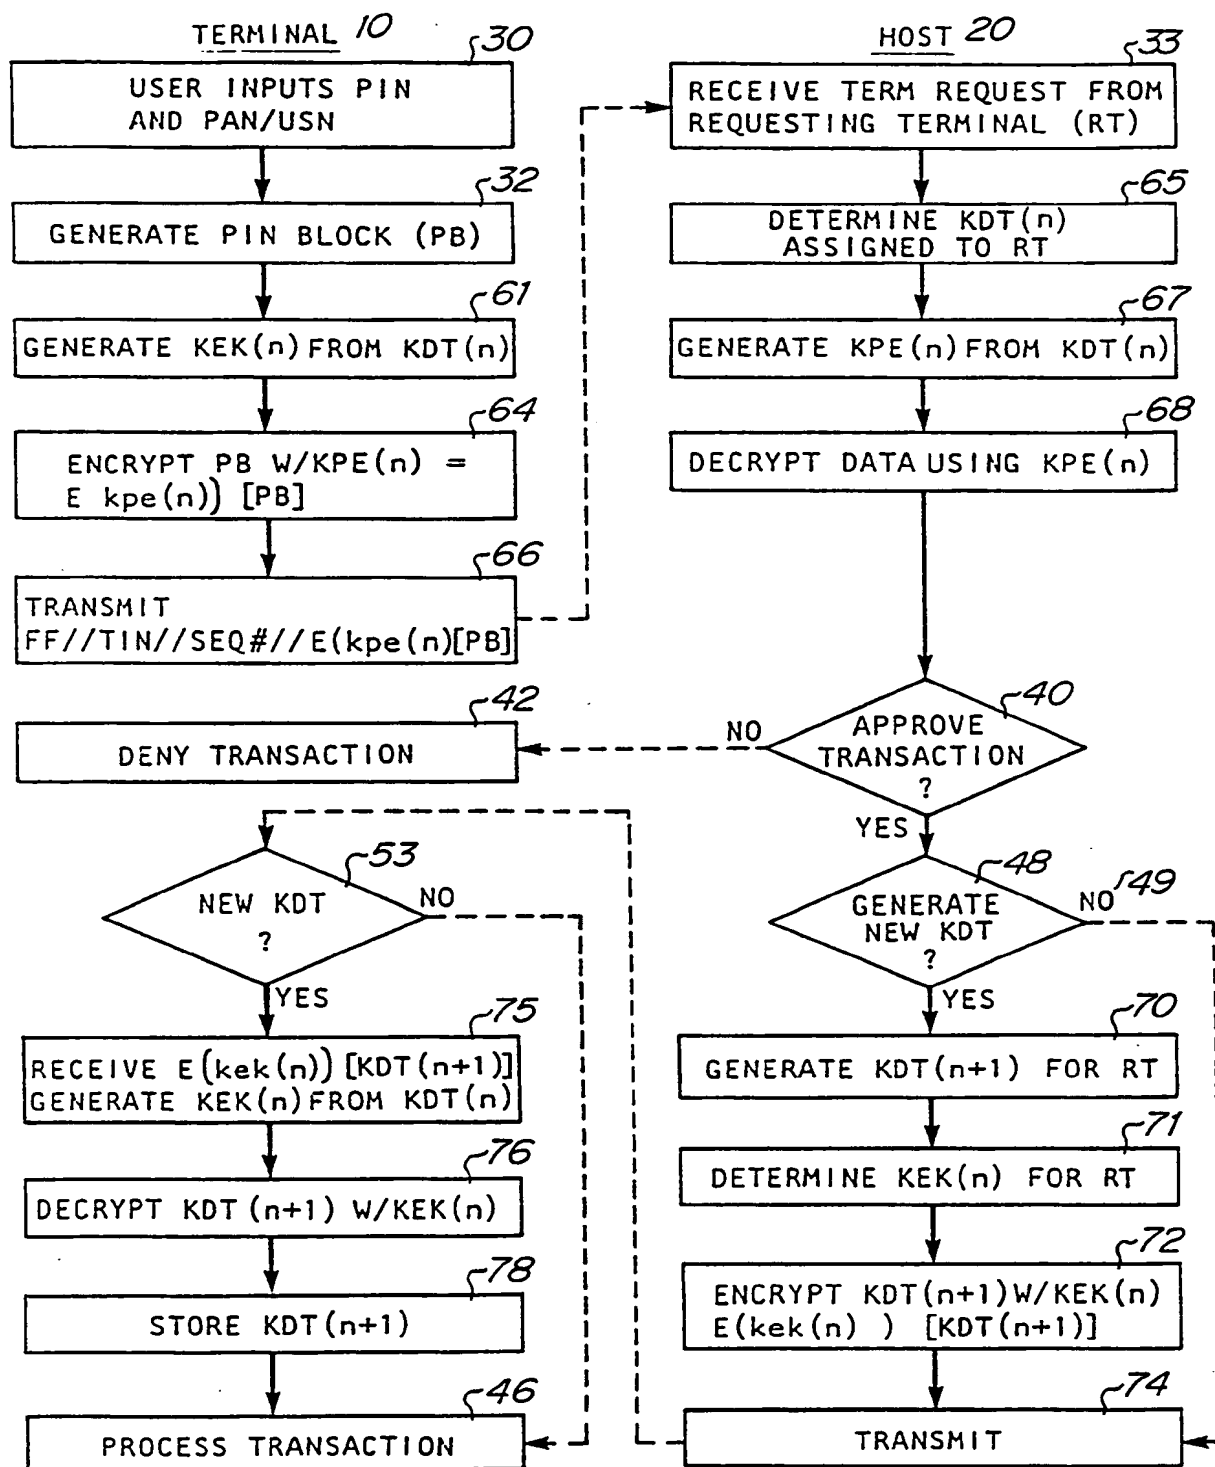 TERMINAL 10
30
USER INPUTS PIN
AND PAN/USN
32
GENERATE PIN BLOCK (PB)
61
GENERATE KEK(n) FROM KDT(n)
64
ENCRYPT PB W/KPE(n) =
E kpe(n)) [PB]
66
TRANSMIT
FF//TIN//SEQ#//E(kpe(n)[PB]
42
DENY TRANSACTION
53
NEW KDT
?
NO
YES
75
RECEIVE E(kek(n)) [KDT(n+1)]
GENERATE KEK(n) FROM KDT(n)
76
DECRYPT KDT(n+1) W/KEK(n)
78
STORE KDT(n+1)
46
PROCESS TRANSACTION
HOST 20
33
RECEIVE TERM REQUEST FROM
REQUESTING TERMINAL (RT)
65
DETERMINE KDT(n)
ASSIGNED TO RT
67
GENERATE KPE(n) FROM KDT(n)
68
DECRYPT DATA USING KPE(n)
40
APPROVE
TRANSACTION
?
NO
YES
48
GENERATE
NEW KDT
?
NO 49
YES
70
GENERATE KDT(n+1) FOR RT
71
DETERMINE KEK(n) FOR RT
72
ENCRYPT KDT(n+1)W/KEK(n)
E(kek(n) ) [KDT(n+1)]
74
TRANSMIT